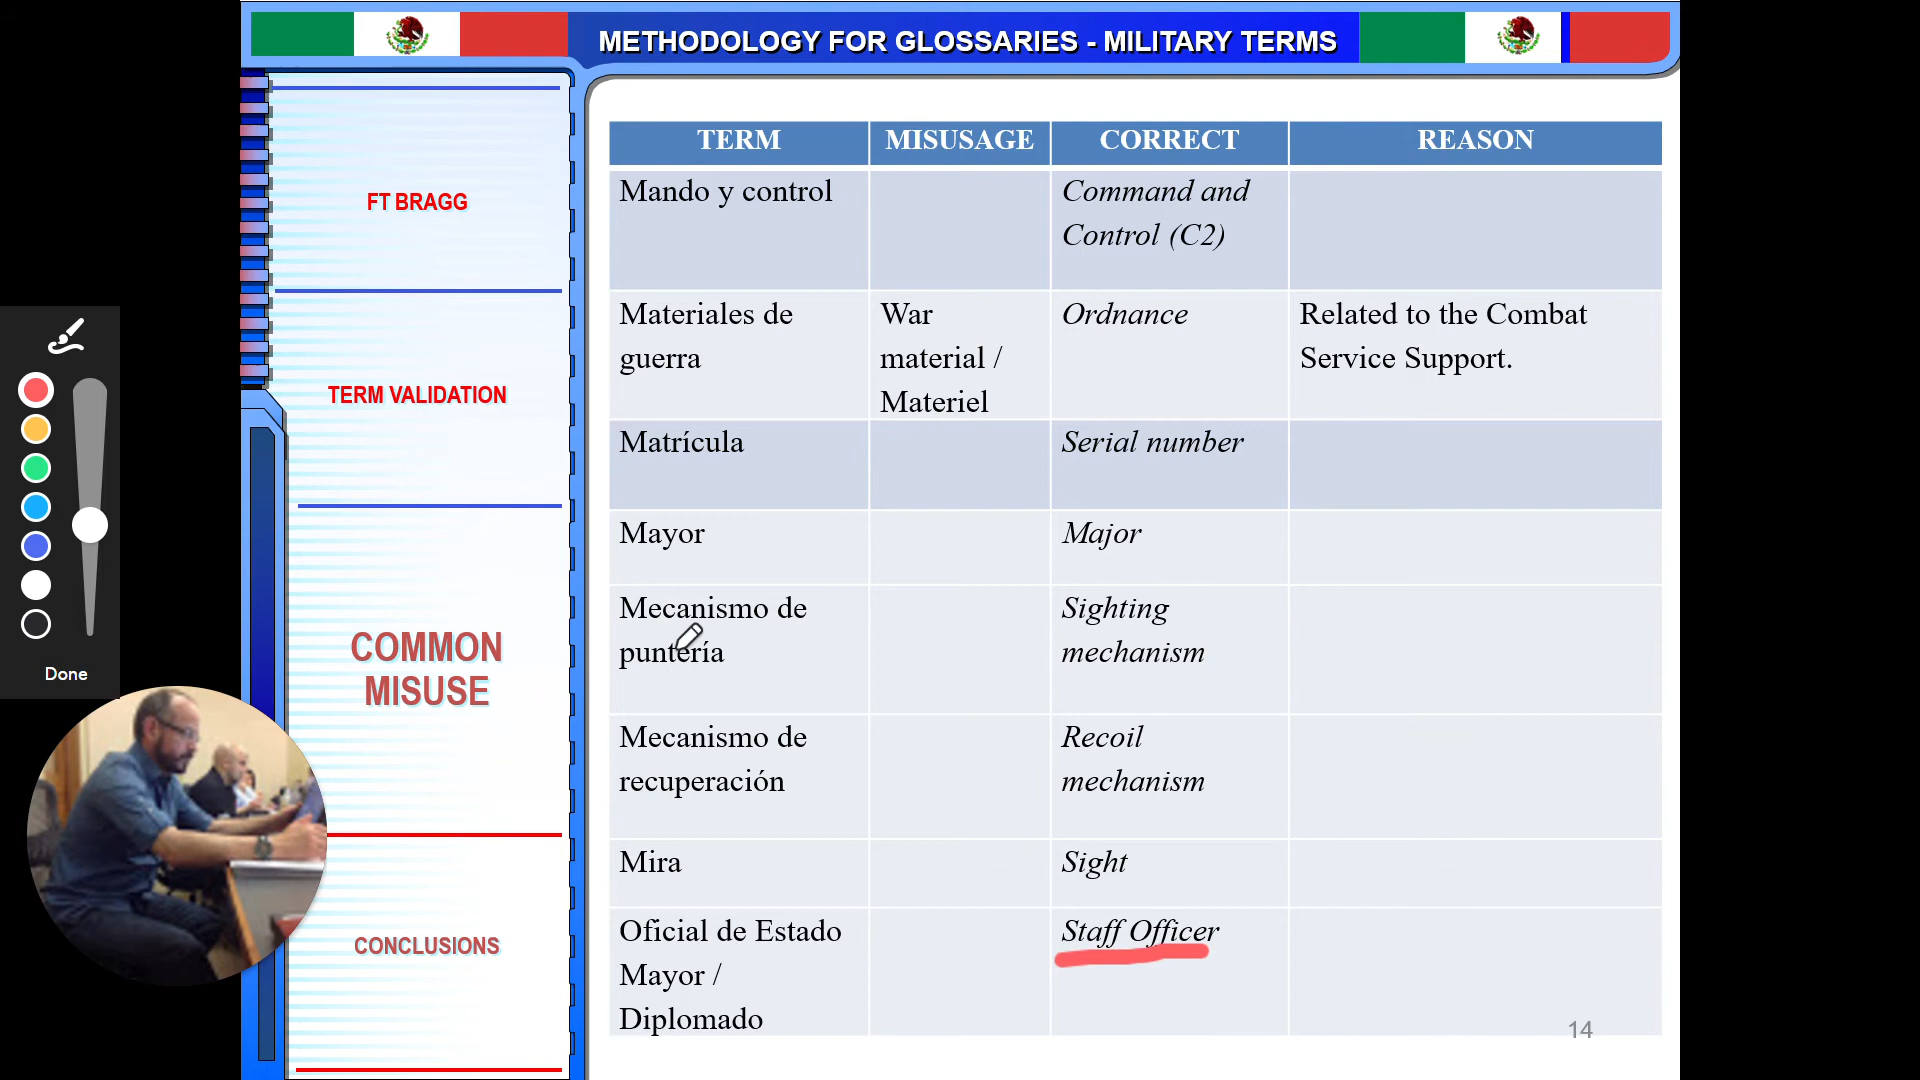 METHODOLOGY FOR GLOSSARIES - MILITARY TERMS
FT BRAGG
TERM VALIDATION
COMMON
MISUSE
CONCLUSIONS
Done
TERM MISUSAGE CORRECT REASON
Mando y control Command and
Control (C2)
Materiales de War Ordnance Related to the Combat
guerra material / Service Support.
Materiel
Matrícula Serial number
Mayor Major
Mecanismo de Sighting
puntería mechanism
Mecanismo de Recoil
recuperación mechanism
Mira Sight
Oficial de Estado Staff Officer
Mayor /
Diplomado
14